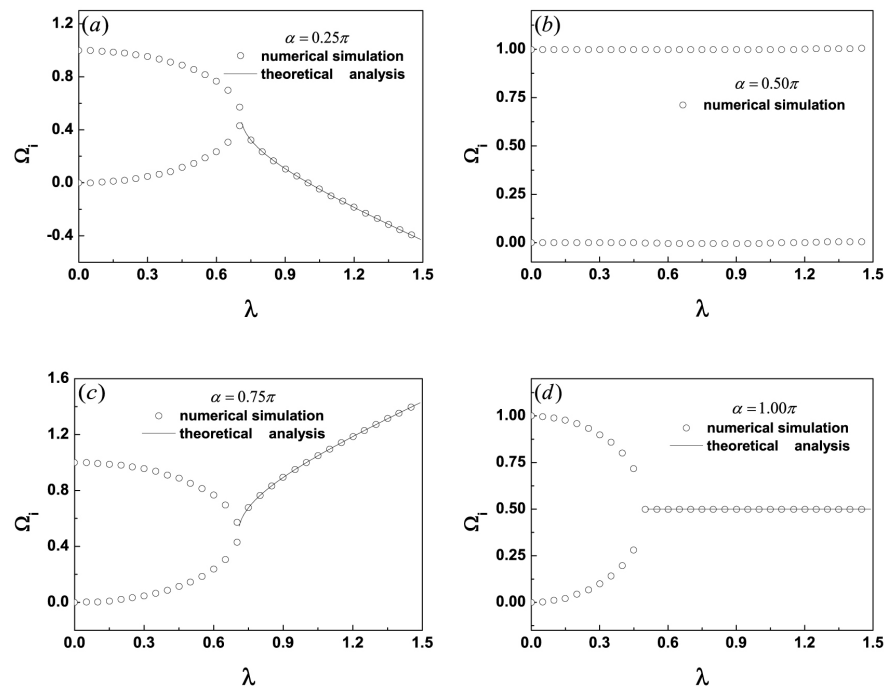 (a)
α = 0.25π
numerical simulation
theoretical analysis
1.2
0.8
0.4
0.0
-0.4
Ωi
0.0 0.3 0.6 0.9 1.2 1.5
λ
(b)
α = 0.50π
numerical simulation
1.00
0.75
0.50
0.25
0.00
Ωi
0.0 0.3 0.6 0.9 1.2 1.5
λ
(c)
α = 0.75π
numerical simulation
theoretical analysis
1.6
1.2
0.8
0.4
0.0
Ωi
0.0 0.3 0.6 0.9 1.2 1.5
λ
(d)
α = 1.00π
numerical simulation
theoretical analysis
1.00
0.75
0.50
0.25
0.00
Ωi
0.0 0.3 0.6 0.9 1.2 1.5
λ